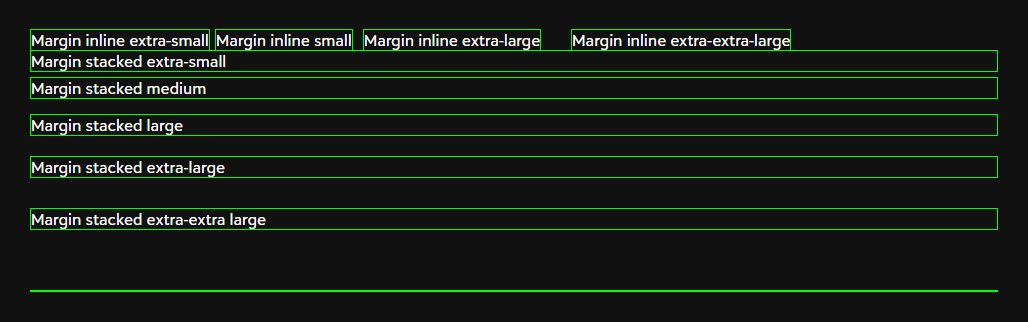 Margin inline extra-small Margin inline small Margin inline extra-large Margin inline extra-extra-large
Margin stacked extra-small
Margin stacked medium
Margin stacked large
Margin stacked extra-large
Margin stacked extra-extra large